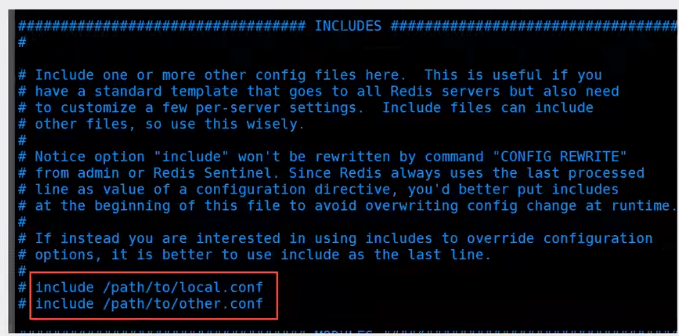 ################################## INCLUDES ###################################
#
# Include one or more other config files here.  This is useful if you
# have a standard template that goes to all Redis servers but also need
# to customize a few per-server settings.  Include files can include
# other files, so use this wisely.
#
# Notice option "include" won't be rewritten by command "CONFIG REWRITE"
# from admin or Redis Sentinel. Since Redis always uses the last processed
# line as value of a configuration directive, you'd better put includes
# at the beginning of this file to avoid overwriting config change at runtime.
#
# If instead you are interested in using includes to override configuration
# options, it is better to use include as the last line.
#
# include /path/to/local.conf
# include /path/to/other.conf